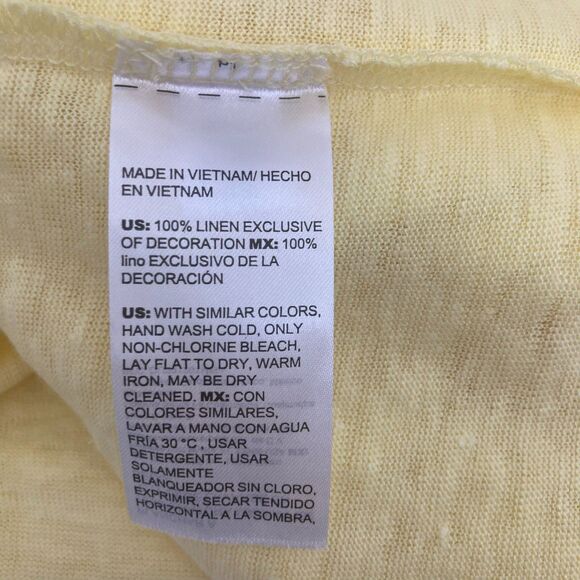 MADE IN VIETNAM/ HECHO
EN VIETNAM
US: 100% LINEN EXCLUSIVE
OF DECORATION MX: 100%
lino EXCLUSIVO DE LA
DECORACIÓN
US: WITH SIMILAR COLORS,
HAND WASH COLD, ONLY
NON-CHLORINE BLEACH,
LAY FLAT TO DRY, WARM
IRON, MAY BE DRY
CLEANED. MX: CON
COLORES SIMILARES,
LAVAR A MANO CON AGUA
FRÍA 30 °C , USAR
DETERGENTE, USAR
SOLAMENTE
BLANQUEADOR SIN CLORO,
EXPRIMIR, SECAR TENDIDO
HORIZONTAL A LA SOMBRA,